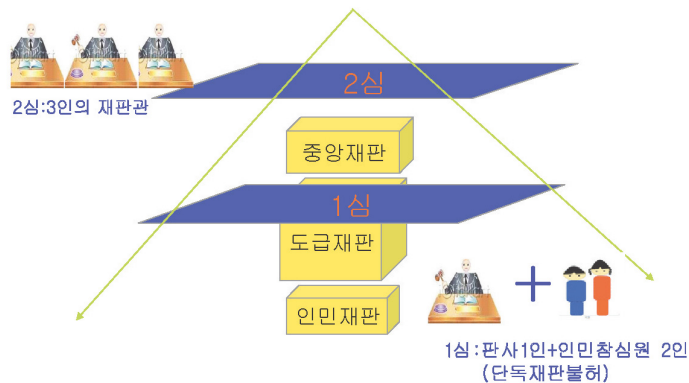 2심:3인의 재판관
2심
중앙재판
1심
도급재판
인민재판
1심:판사1인+인민참심원 2인
(단독재판불허)